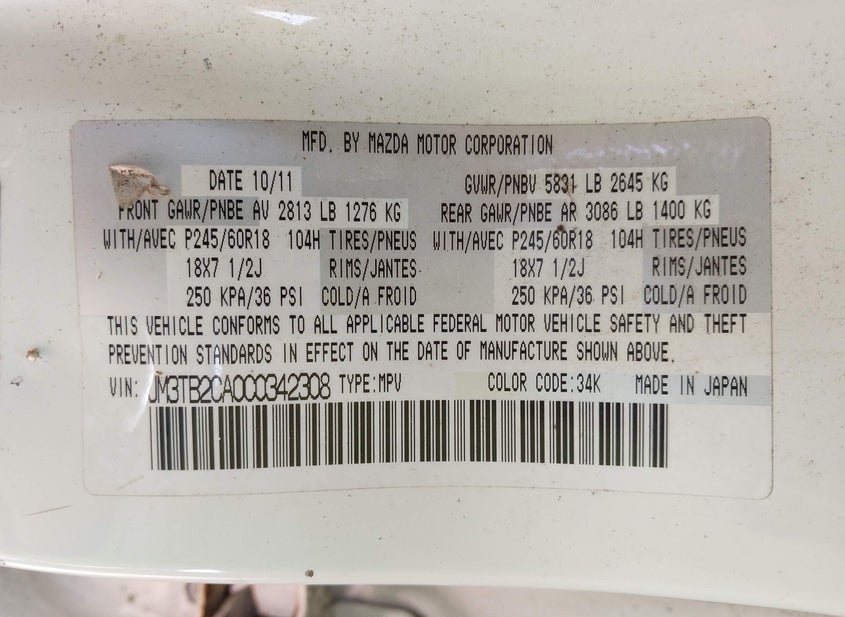 MFD. BY MAZDA MOTOR CORPORATION
DATE 10/11 GVWR/PNBV 5831 LB 2645 KG
FRONT GAWR/PNBE AV 2813 LB 1276 KG REAR GAWR/PNBE AR 3086 LB 1400 KG
WITH/AVEC P245/60R18 104H TIRES/PNEUS WITH/AVEC P245/60R18 104H TIRES/PNEUS
18X7 1/2J RIMS/JANTES 18X7 1/2J RIMS/JANTES
250 KPA/36 PSI COLD/A FROID 250 KPA/36 PSI COLD/A FROID
THIS VEHICLE CONFORMS TO ALL APPLICABLE FEDERAL MOTOR VEHICLE SAFETY AND THEFT
PREVENTION STANDARDS IN EFFECT ON THE DATE OF MANUFACTURE SHOWN ABOVE.
VIN: JM3TB2CA0C0342308 TYPE:MPV COLOR CODE:34K MADE IN JAPAN